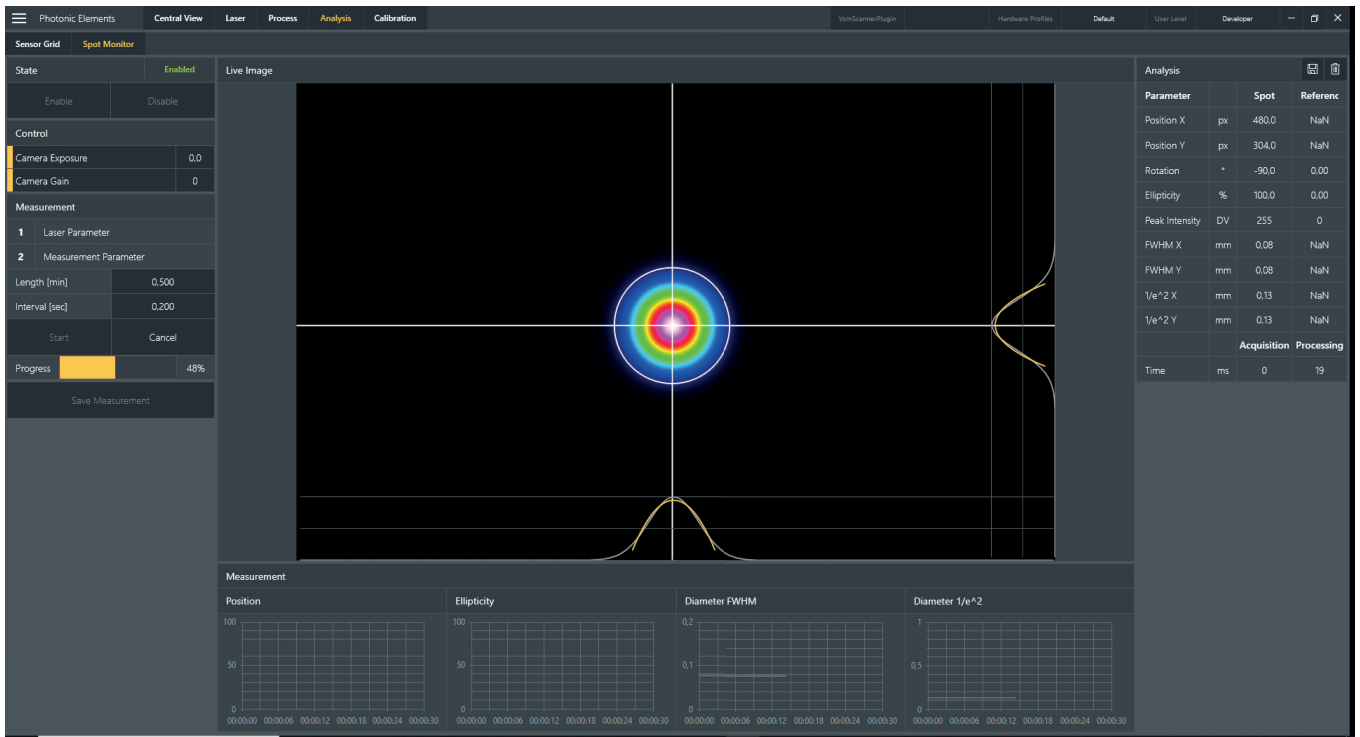 Photonic Elements Central View Laser Process Analysis Calibration VsmScannerPlugin Hardware Profiles Default User Level Developer
Sensor Grid Spot Monitor
State Enabled
Enable Disable
Control
Camera Exposure 0,0
Camera Gain 0
Measurement
1 Laser Parameter
2 Measurement Parameter
Length [min] 0,500
Interval [sec] 0,200
Start Cancel
Progress 48%
Save Measurement
Live Image
Measurement
Position
100
50
0
00:00:00 00:00:06 00:00:12 00:00:18 00:00:24 00:00:30
Ellipticity
100
50
0
00:00:00 00:00:06 00:00:12 00:00:18 00:00:24 00:00:30
Diameter FWHM
0,2
0,1
0
00:00:00 00:00:06 00:00:12 00:00:18 00:00:24 00:00:30
Diameter 1/e^2
1
0,5
0
00:00:00 00:00:06 00:00:12 00:00:18 00:00:24 00:00:30
Analysis
Parameter Spot Referenc
Position X px 480,0 NaN
Position Y px 304,0 NaN
Rotation ° -90,0 0,00
Ellipticity % 100,0 0,00
Peak Intensity DV 255 0
FWHM X mm 0,08 NaN
FWHM Y mm 0,08 NaN
1/e^2 X mm 0,13 NaN
1/e^2 Y mm 0,13 NaN
Acquisition Processing
Time ms 0 19